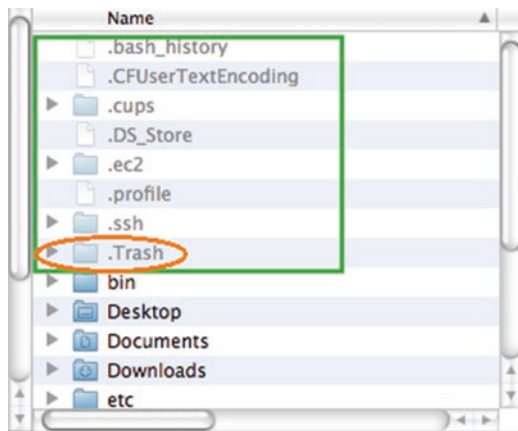 Name
.bash_history
.CFUserTextEncoding
.cups
.DS_Store
.ec2
.profile
.ssh
.Trash
bin
Desktop
Documents
Downloads
etc